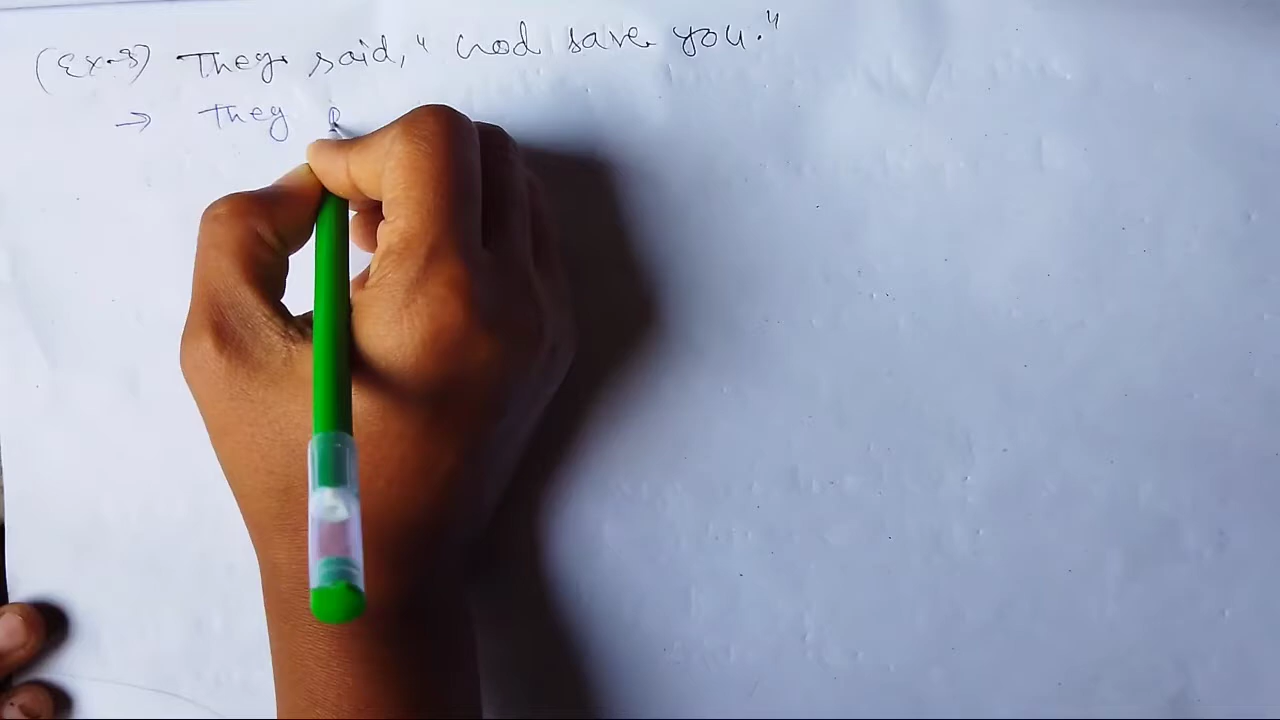 (Ex-3) They said, "God save you."
→ They